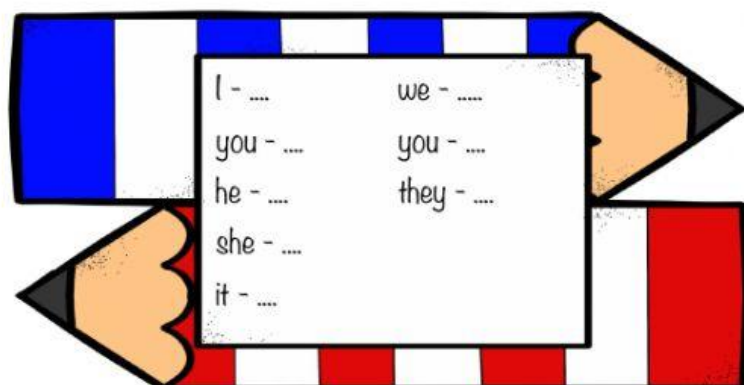 I - .... we - .....
you - .... you - ....
he - .... they - ....
she - ....
it - ....